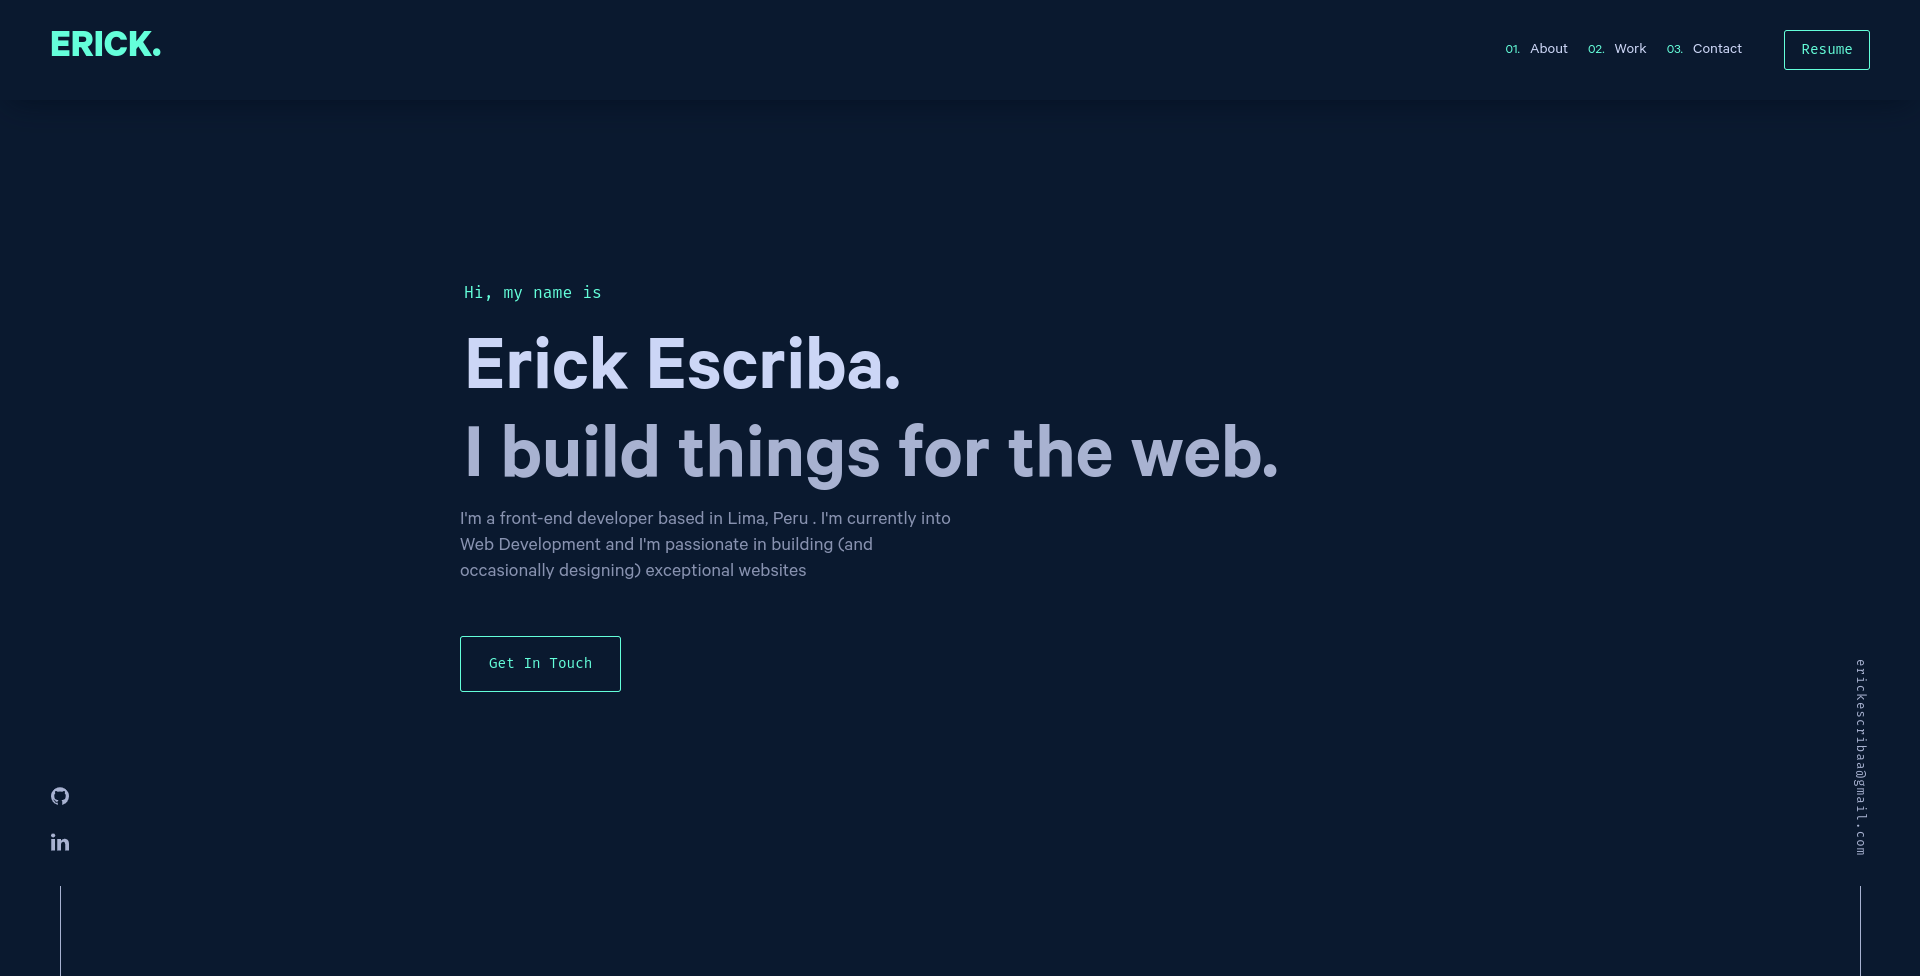 ERICK.
01. About 02. Work 03. Contact Resume
Hi, my name is
Erick Escriba.
I build things for the web.
I'm a front-end developer based in Lima, Peru . I'm currently into
Web Development and I'm passionate in building (and
occasionally designing) exceptional websites
Get In Touch
erickescribaa@gmail.com